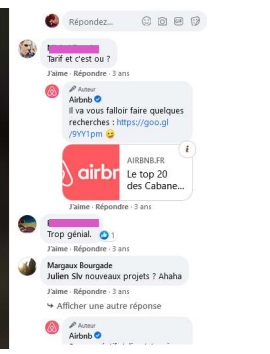 Répondez...
Tarif et c'est ou ?
J'aime · Répondre · 3 ans
Auteur
Airbnb
Il va vous falloir faire quelques
recherches : https://goo.gl
/9YY1pm
i
airbr
AIRBNB.FR
Le top 20
des Cabane...
J'aime · Répondre · 3 ans
Trop génial. 1
J'aime · Répondre · 3 ans
Margaux Bourgade
Julien Slv nouveaux projets ? Ahaha
J'aime · Répondre · 3 ans
Afficher une autre réponse
Auteur
Airbnb